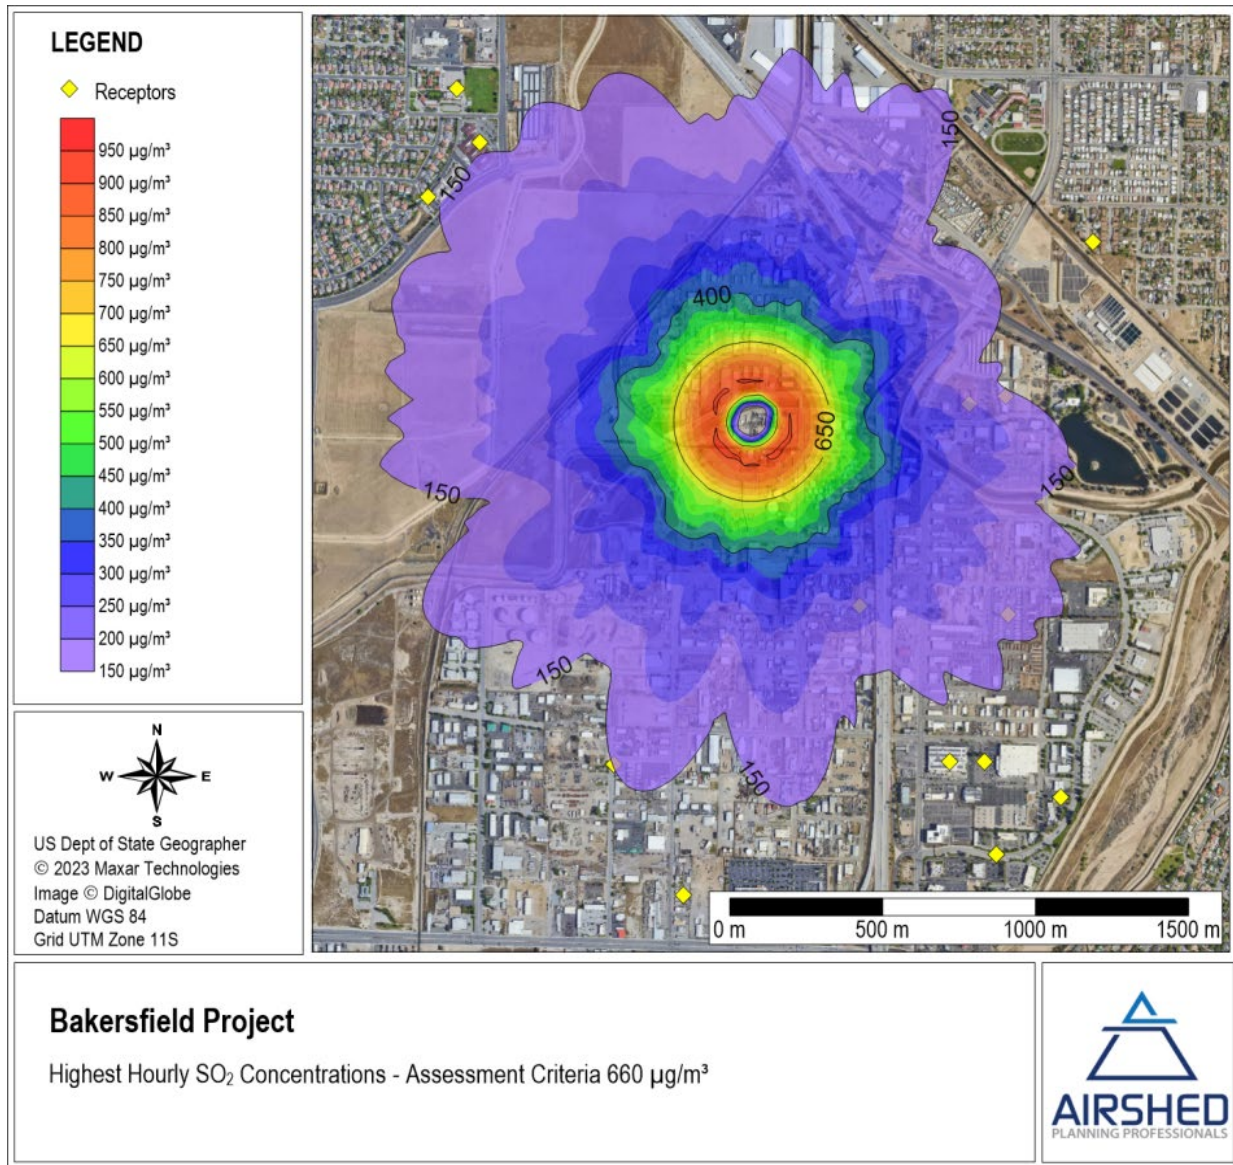 LEGEND
Receptors
950 µg/m³
900 µg/m³
850 µg/m³
800 µg/m³
750 µg/m³
700 µg/m³
650 µg/m³
600 µg/m³
550 µg/m³
500 µg/m³
450 µg/m³
400 µg/m³
350 µg/m³
300 µg/m³
250 µg/m³
200 µg/m³
150 µg/m³
150
150
400
650
150
150
150
150
0 m 500 m 1000 m 1500 m
N
W E
S
US Dept of State Geographer
© 2023 Maxar Technologies
Image © DigitalGlobe
Datum WGS 84
Grid UTM Zone 11S
Bakersfield Project
Highest Hourly SO₂ Concentrations - Assessment Criteria 660 µg/m³
AIRSHED
PLANNING PROFESSIONALS